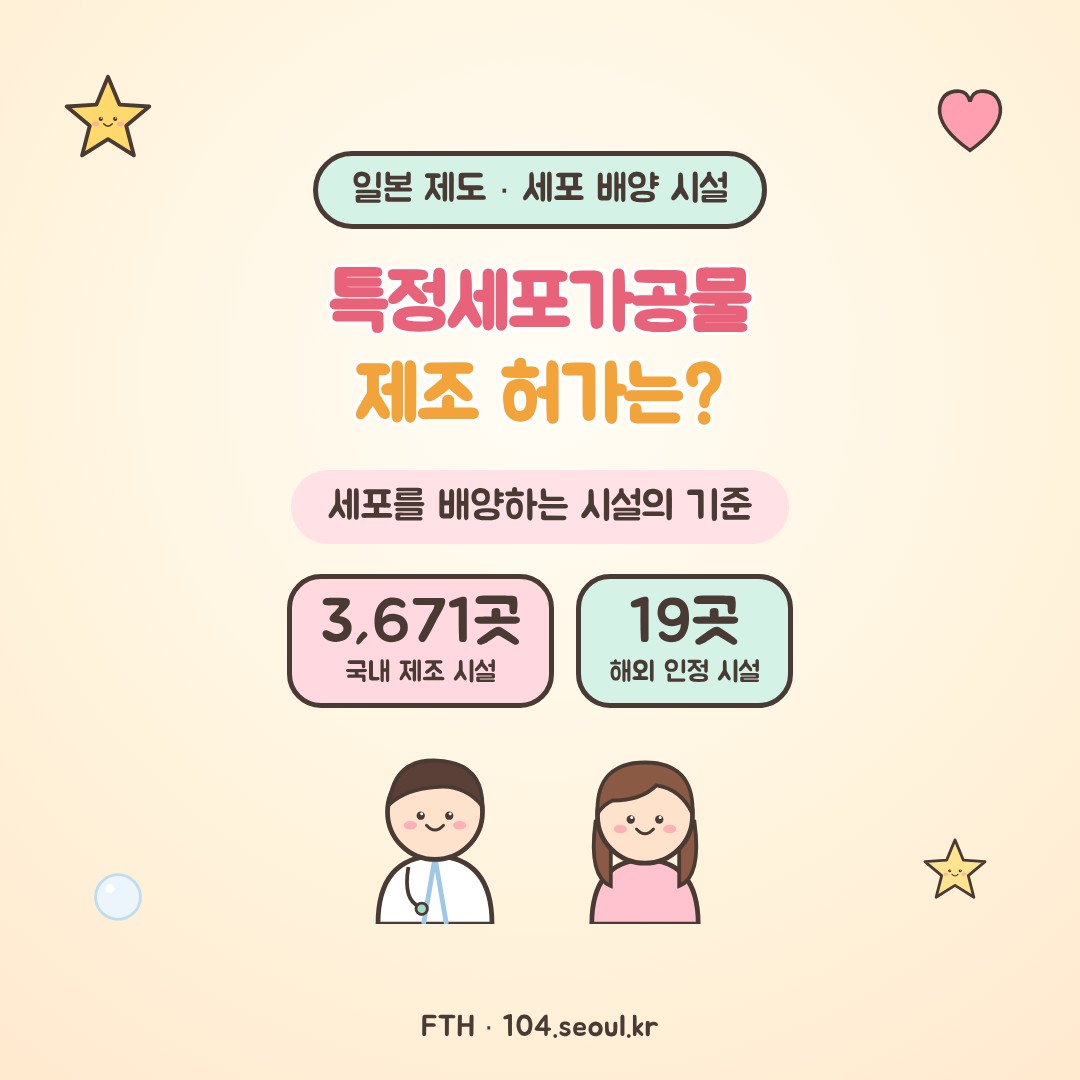 일본 제도 · 세포 배양 시설
특정세포가공물
제조 허가는?
세포를 배양하는 시설의 기준
3,671곳
국내 제조 시설
19곳
해외 인정 시설
FTH · 104.seoul.kr